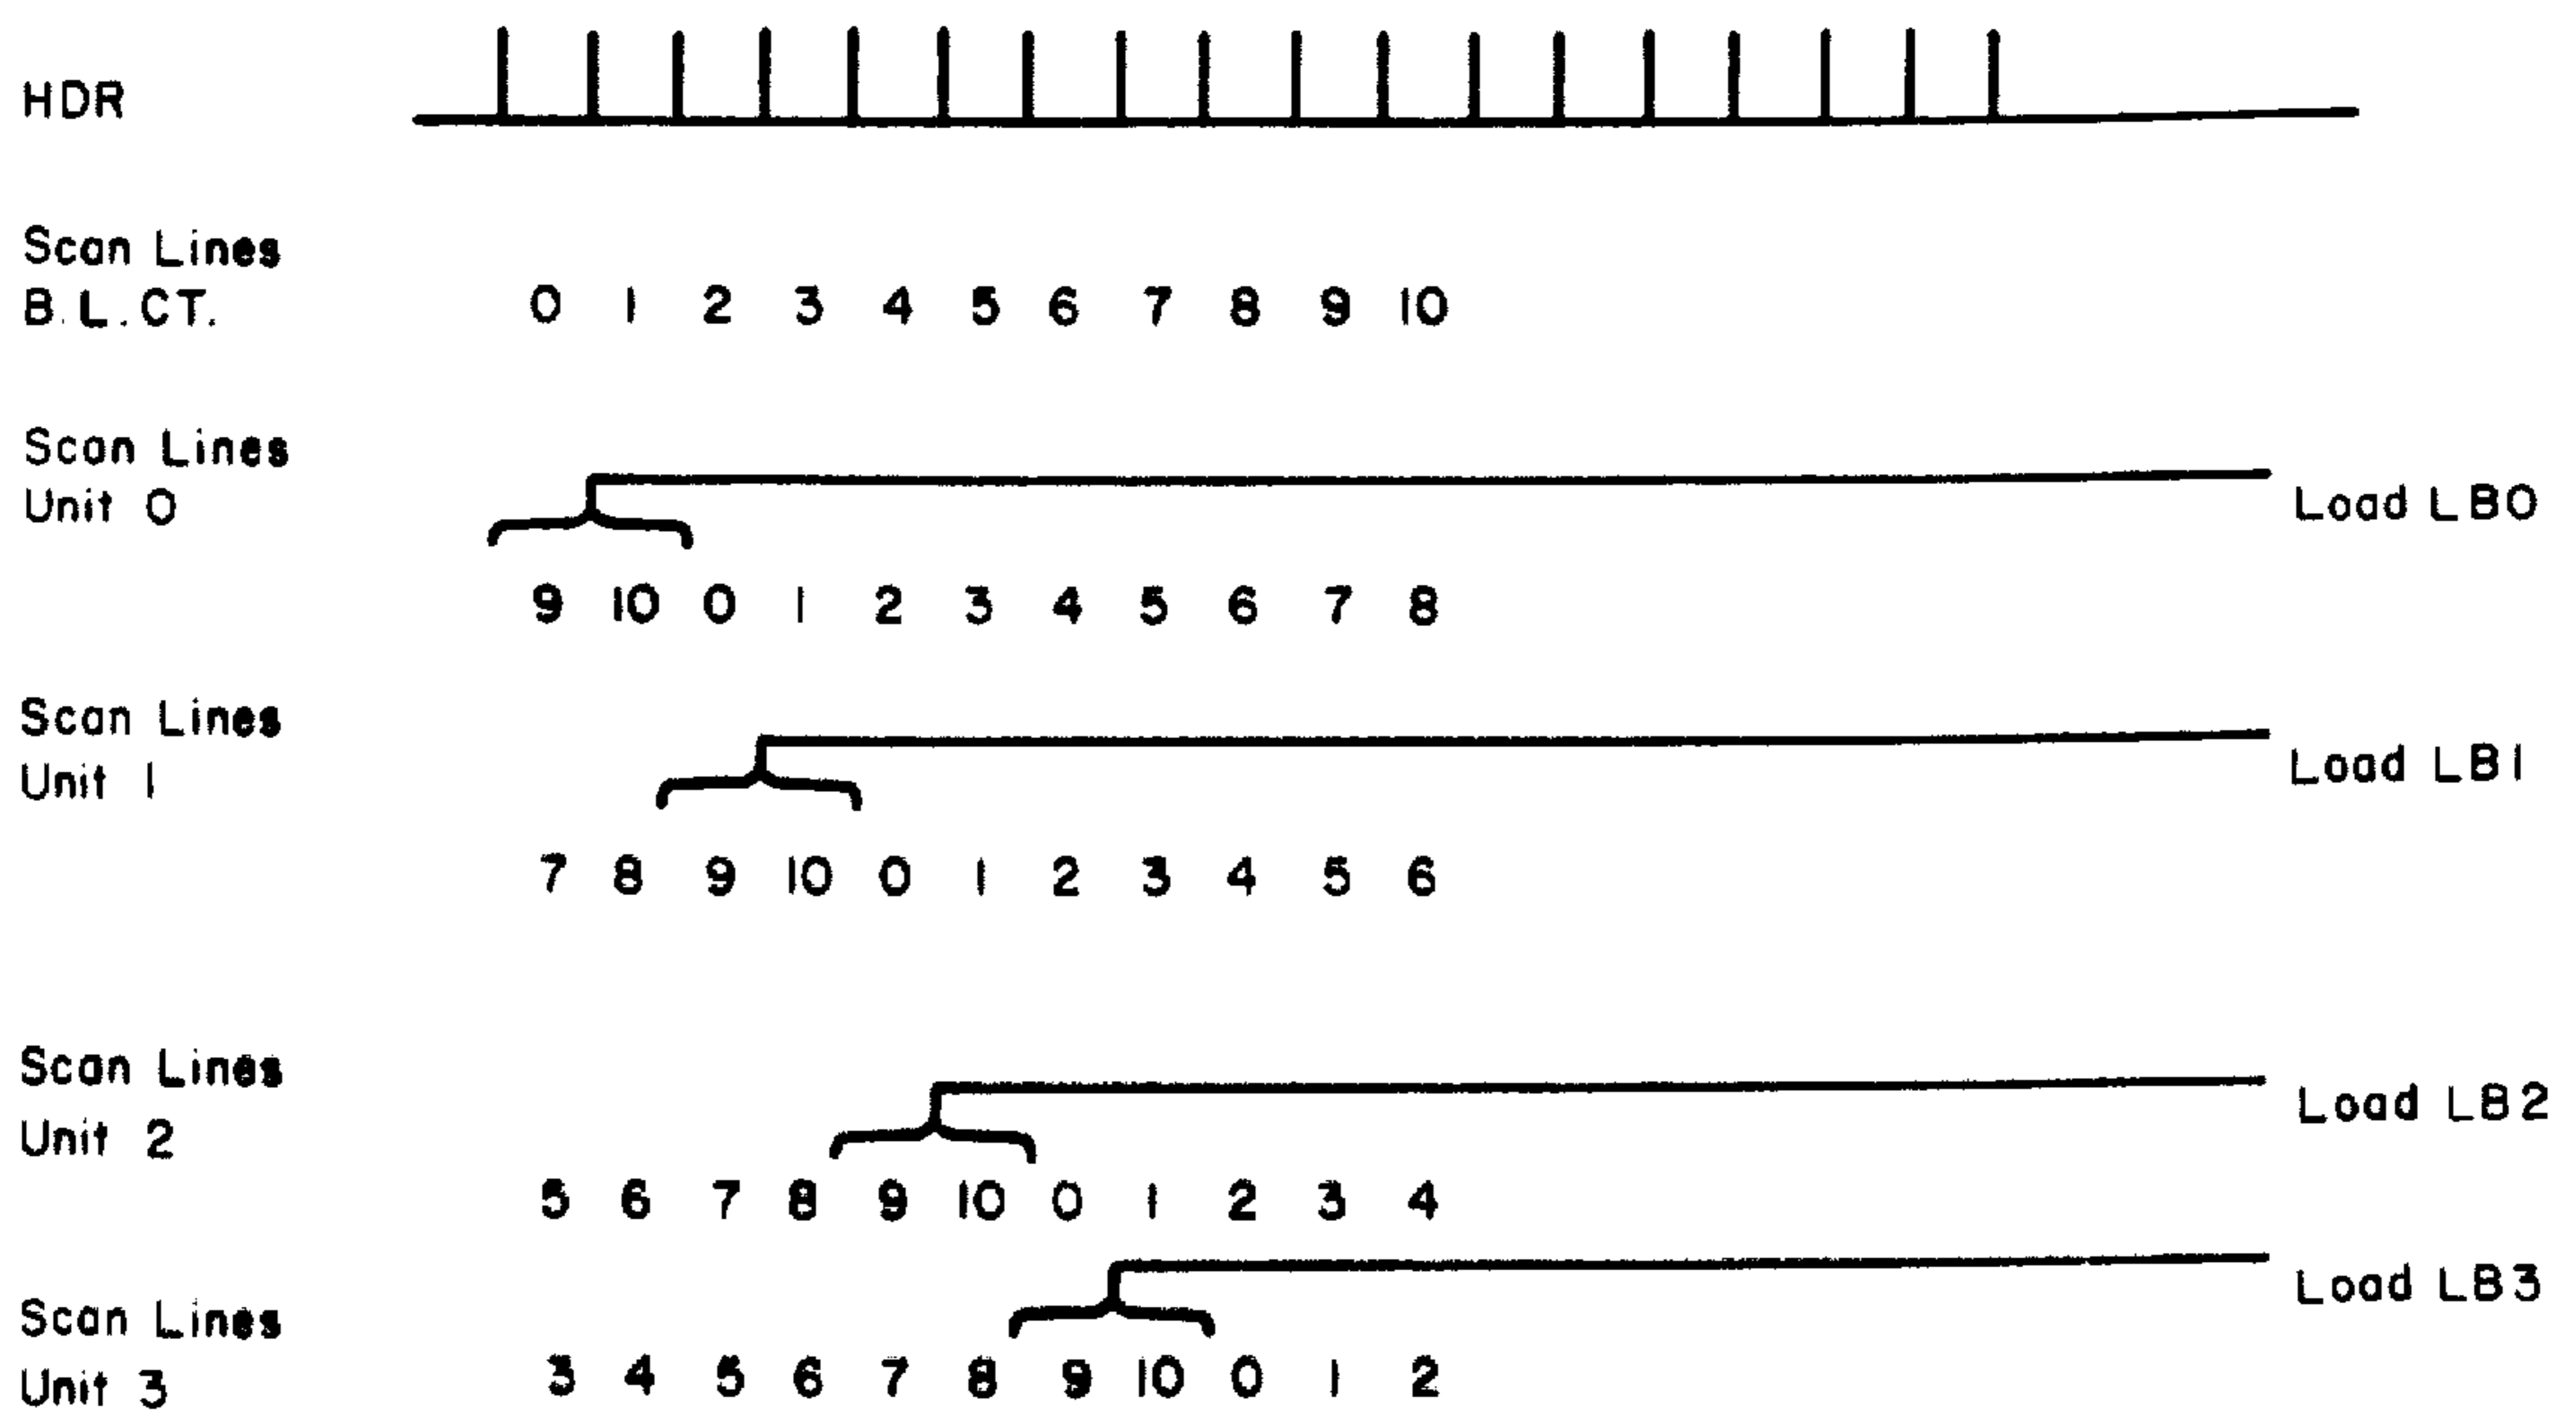 HDR
Scan Lines
B.L.CT. 0 1 2 3 4 5 6 7 8 9 10
Scan Lines
Unit 0 Load LB0
9 10 0 1 2 3 4 5 6 7 8
Scan Lines
Unit 1 Load LB1
7 8 9 10 0 1 2 3 4 5 6
Scan Lines
Unit 2 Load LB2
5 6 7 8 9 10 0 1 2 3 4
Load LB3
Scan Lines
Unit 3 3 4 5 6 7 8 9 10 0 1 2